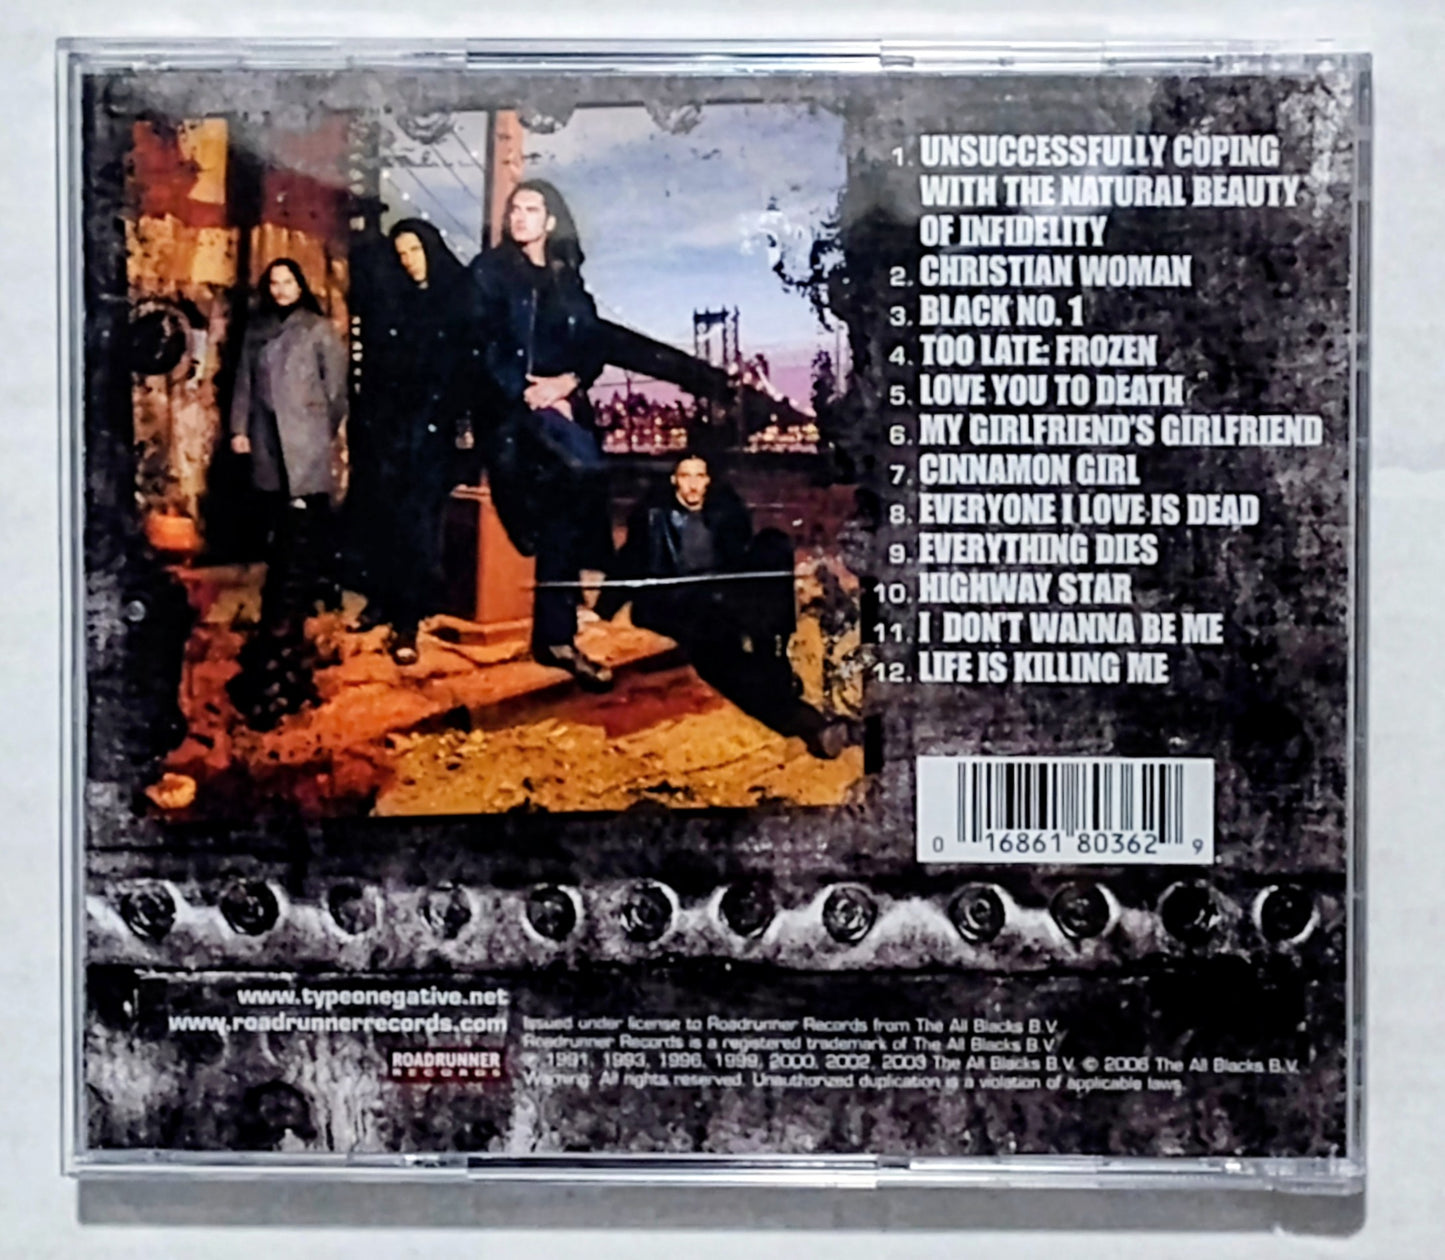 1. UNSUCCESSFULLY COPING
WITH THE NATURAL BEAUTY
OF INFIDELITY
2. CHRISTIAN WOMAN
3. BLACK NO. 1
4. TOO LATE: FROZEN
5. LOVE YOU TO DEATH
6. MY GIRLFRIEND'S GIRLFRIEND
7. CINNAMON GIRL
8. EVERYONE I LOVE IS DEAD
9. EVERYTHING DIES
10. HIGHWAY STAR
11. I DON'T WANNA BE ME
12. LIFE IS KILLING ME
0 16861 80362 9
www.typeonegative.net
www.roadrunnerrecords.com
ROADRUNNER
RECORDS
Issued under license to Roadrunner Records from The All Blacks B.V.
Roadrunner Records is a registered trademark of The All Blacks B.V.
℗ 1991, 1993, 1996, 1999, 2000, 2002, 2003 The All Blacks B.V. © 2006 The All Blacks B.V.
Warning: All rights reserved. Unauthorized duplication is a violation of applicable laws.